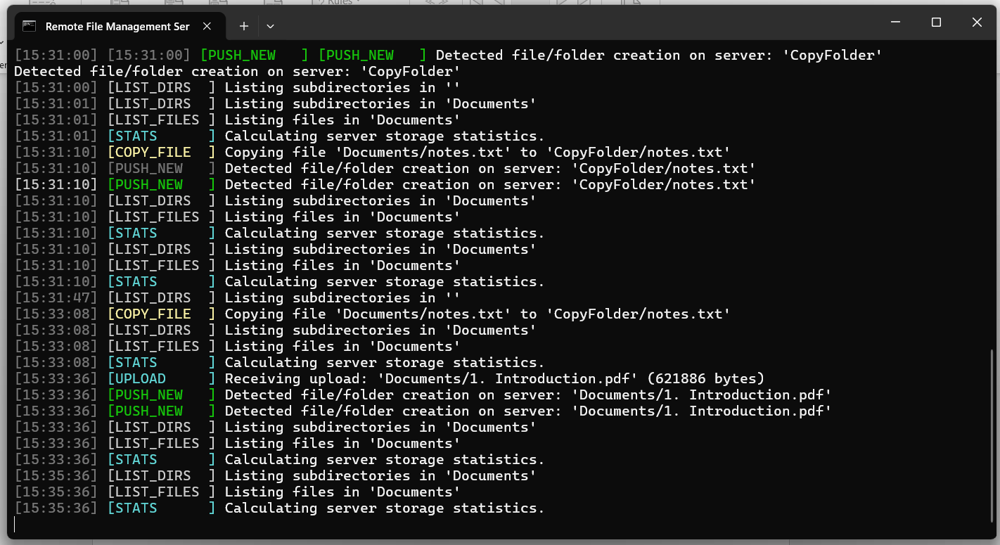 Rules
Remote File Management Ser
[15:31:00] [15:31:00] [PUSH_NEW   ] [PUSH_NEW   ] Detected file/folder creation on server: 'CopyFolder'
Detected file/folder creation on server: 'CopyFolder'
[15:31:00] [LIST_DIRS  ] Listing subdirectories in ''
[15:31:01] [LIST_DIRS  ] Listing subdirectories in 'Documents'
[15:31:01] [LIST_FILES ] Listing files in 'Documents'
[15:31:01] [STATS      ] Calculating server storage statistics.
[15:31:10] [COPY_FILE  ] Copying file 'Documents/notes.txt' to 'CopyFolder/notes.txt'
[15:31:10] [PUSH_NEW   ] Detected file/folder creation on server: 'CopyFolder/notes.txt'
[15:31:10] [PUSH_NEW   ] Detected file/folder creation on server: 'CopyFolder/notes.txt'
[15:31:10] [LIST_DIRS  ] Listing subdirectories in 'Documents'
[15:31:10] [LIST_FILES ] Listing files in 'Documents'
[15:31:10] [STATS      ] Calculating server storage statistics.
[15:31:10] [LIST_DIRS  ] Listing subdirectories in 'Documents'
[15:31:10] [LIST_FILES ] Listing files in 'Documents'
[15:31:10] [STATS      ] Calculating server storage statistics.
[15:31:47] [LIST_DIRS  ] Listing subdirectories in ''
[15:33:08] [COPY_FILE  ] Copying file 'Documents/notes.txt' to 'CopyFolder/notes.txt'
[15:33:08] [LIST_DIRS  ] Listing subdirectories in 'Documents'
[15:33:08] [LIST_FILES ] Listing files in 'Documents'
[15:33:08] [STATS      ] Calculating server storage statistics.
[15:33:36] [UPLOAD     ] Receiving upload: 'Documents/1. Introduction.pdf' (621886 bytes)
[15:33:36] [PUSH_NEW   ] Detected file/folder creation on server: 'Documents/1. Introduction.pdf'
[15:33:36] [PUSH_NEW   ] Detected file/folder creation on server: 'Documents/1. Introduction.pdf'
[15:33:36] [LIST_DIRS  ] Listing subdirectories in 'Documents'
[15:33:36] [LIST_FILES ] Listing files in 'Documents'
[15:33:36] [STATS      ] Calculating server storage statistics.
[15:35:36] [LIST_DIRS  ] Listing subdirectories in 'Documents'
[15:35:36] [LIST_FILES ] Listing files in 'Documents'
[15:35:36] [STATS      ] Calculating server storage statistics.